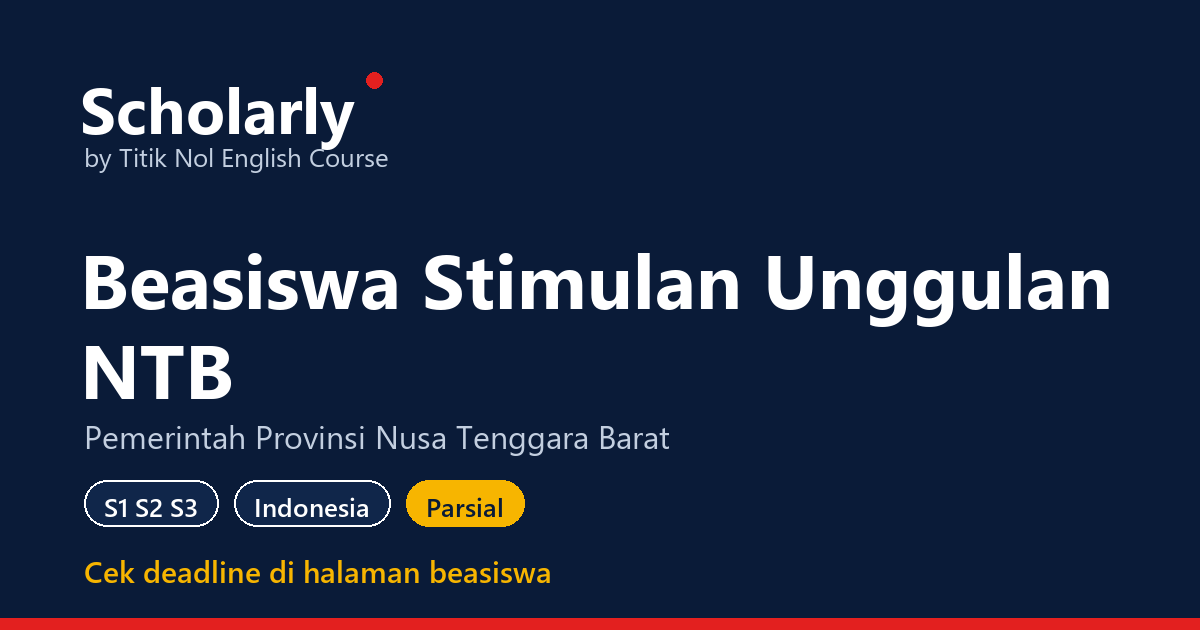 Scholarly
by Titik Nol English Course
Beasiswa Stimulan Unggulan
NTB
Pemerintah Provinsi Nusa Tenggara Barat
S1 S2 S3
Indonesia
Parsial
Cek deadline di halaman beasiswa